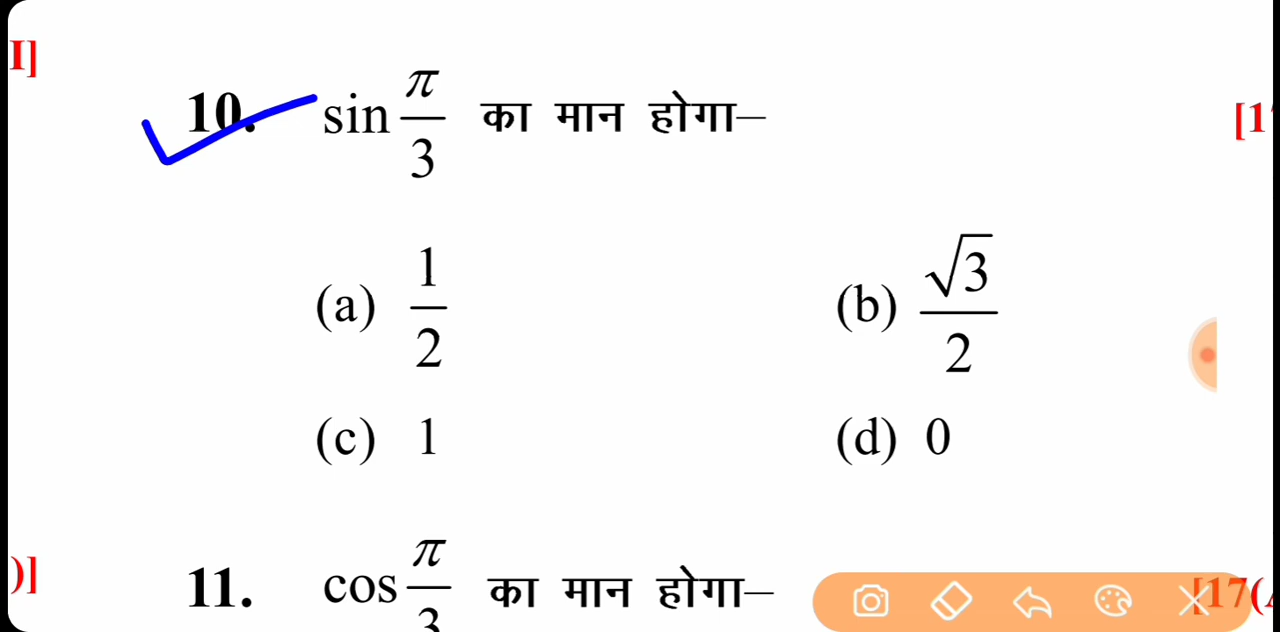 I]
10. sin π/3 का मान होगा– [1
(a) 1/2 (b) √3/2
(c) 1 (d) 0
)] 11. cos π/3 का मान होगा– [17(